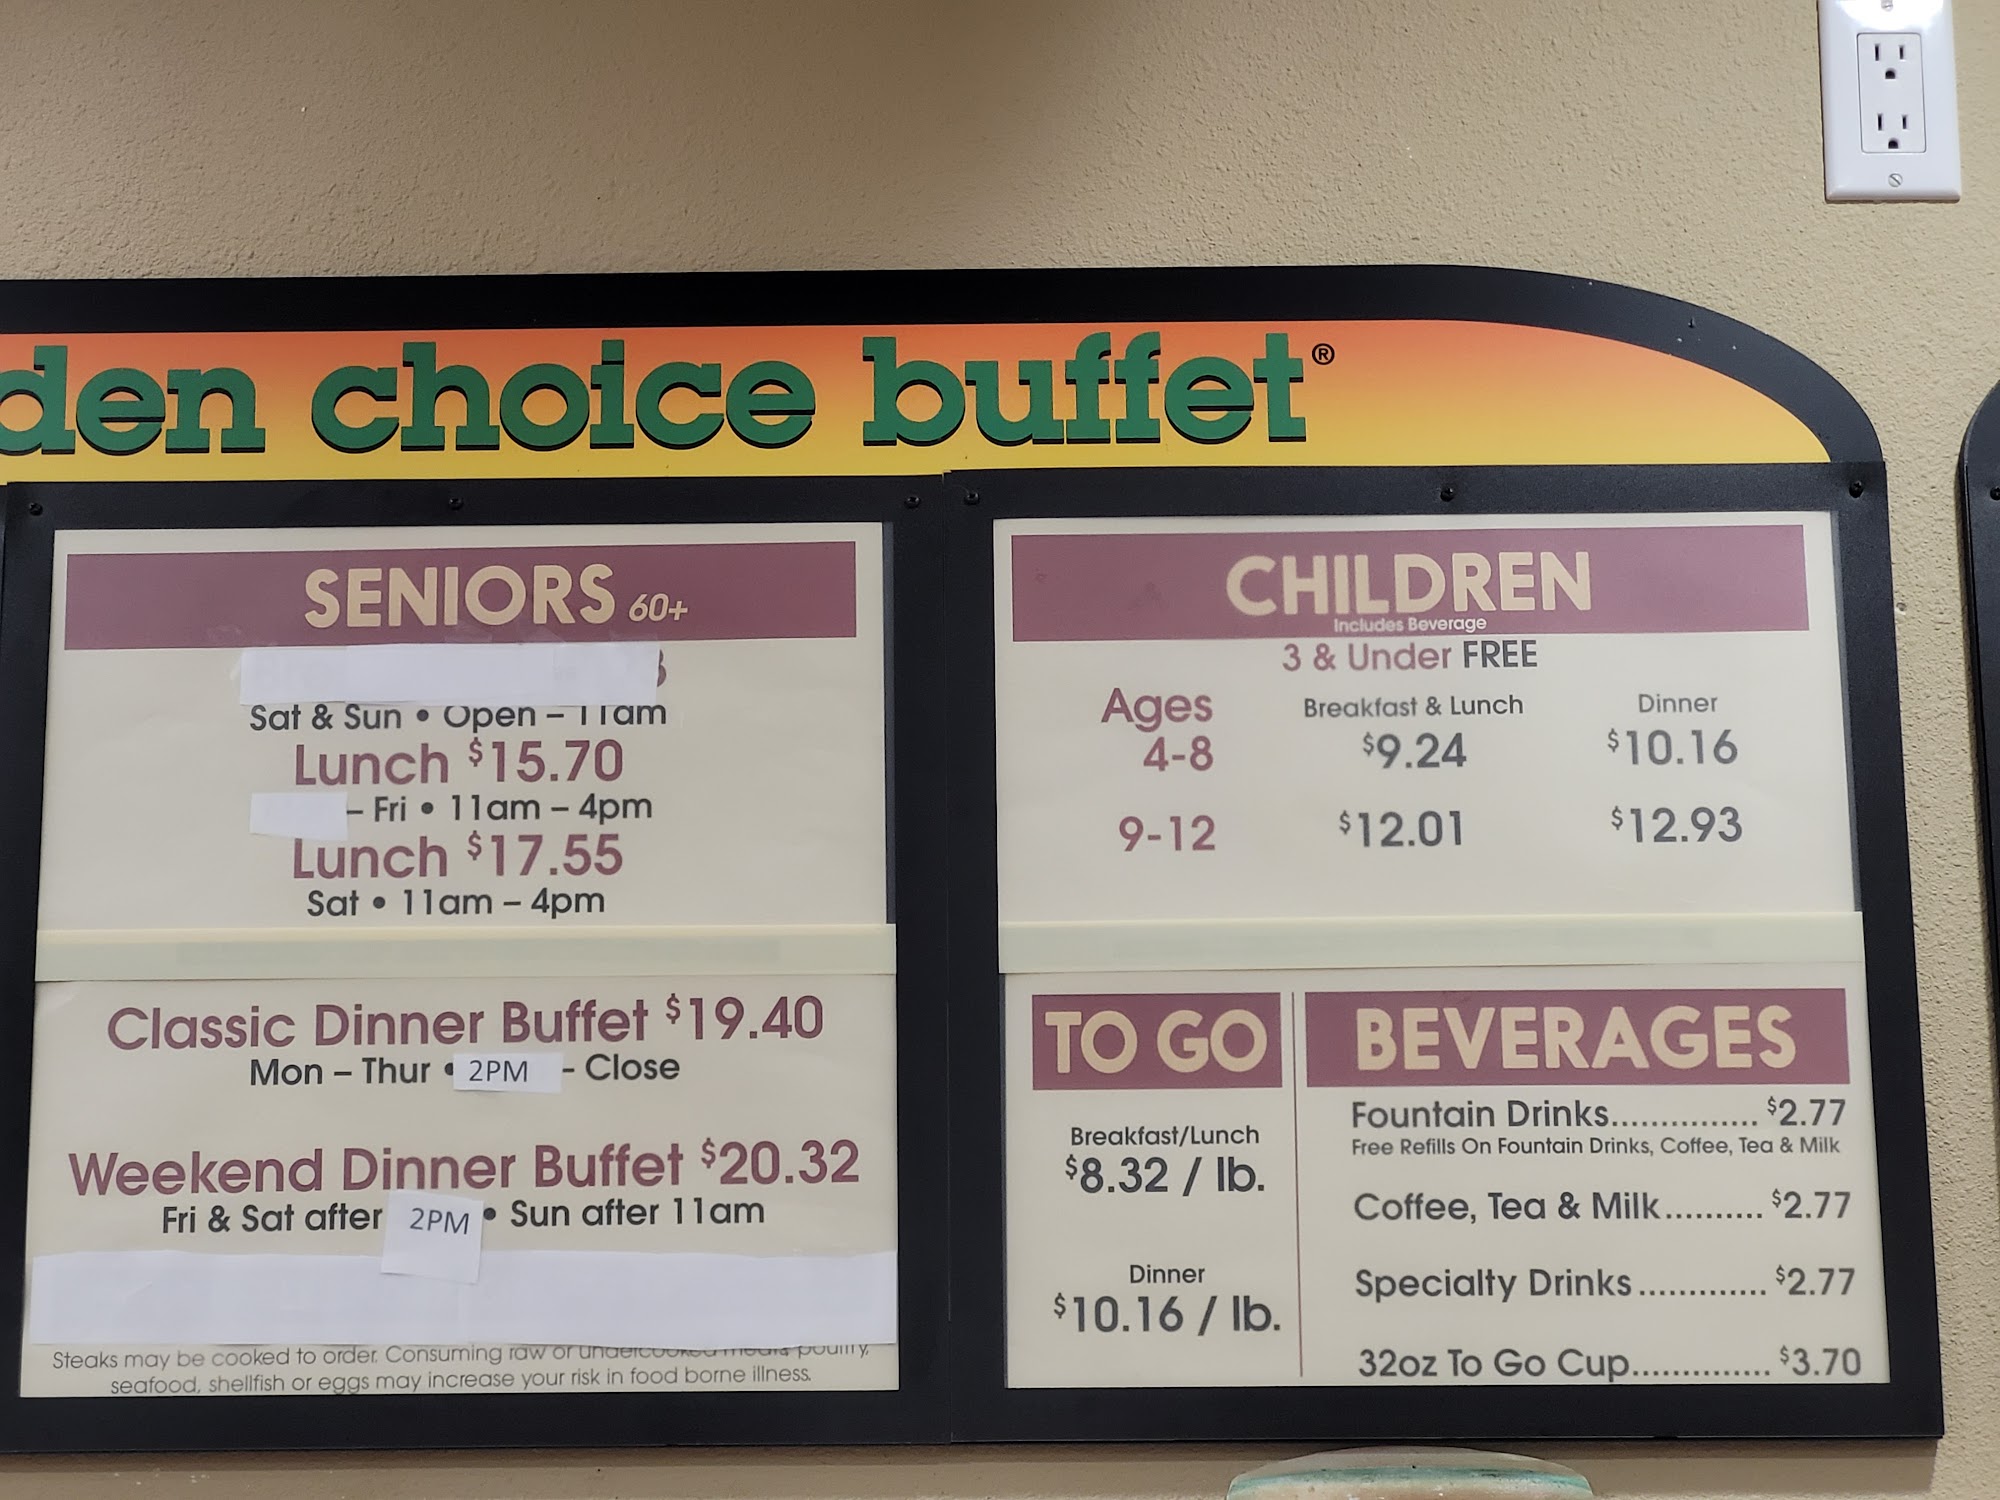 den choice buffet®
SENIORS 60+
Sat & Sun • Open – 11am
Lunch $15.70
– Fri • 11am – 4pm
Lunch $17.55
Sat • 11am – 4pm
Classic Dinner Buffet $19.40
Mon – Thur • 2PM - Close
Weekend Dinner Buffet $20.32
Fri & Sat after 2PM • Sun after 11am
Steaks may be cooked to order. Consuming raw or undercooked meats poultry,
seafood, shellfish or eggs may increase your risk in food borne illness.
CHILDREN
Includes Beverage
3 & Under FREE
Ages Breakfast & Lunch Dinner
4-8 $9.24 $10.16
9-12 $12.01 $12.93
TO GO
Breakfast/Lunch
$8.32 / lb.
Dinner
$10.16 / lb.
BEVERAGES
Fountain Drinks............... $2.77
Free Refills On Fountain Drinks, Coffee, Tea & Milk
Coffee, Tea & Milk.......... $2.77
Specialty Drinks............. $2.77
32oz To Go Cup.............. $3.70